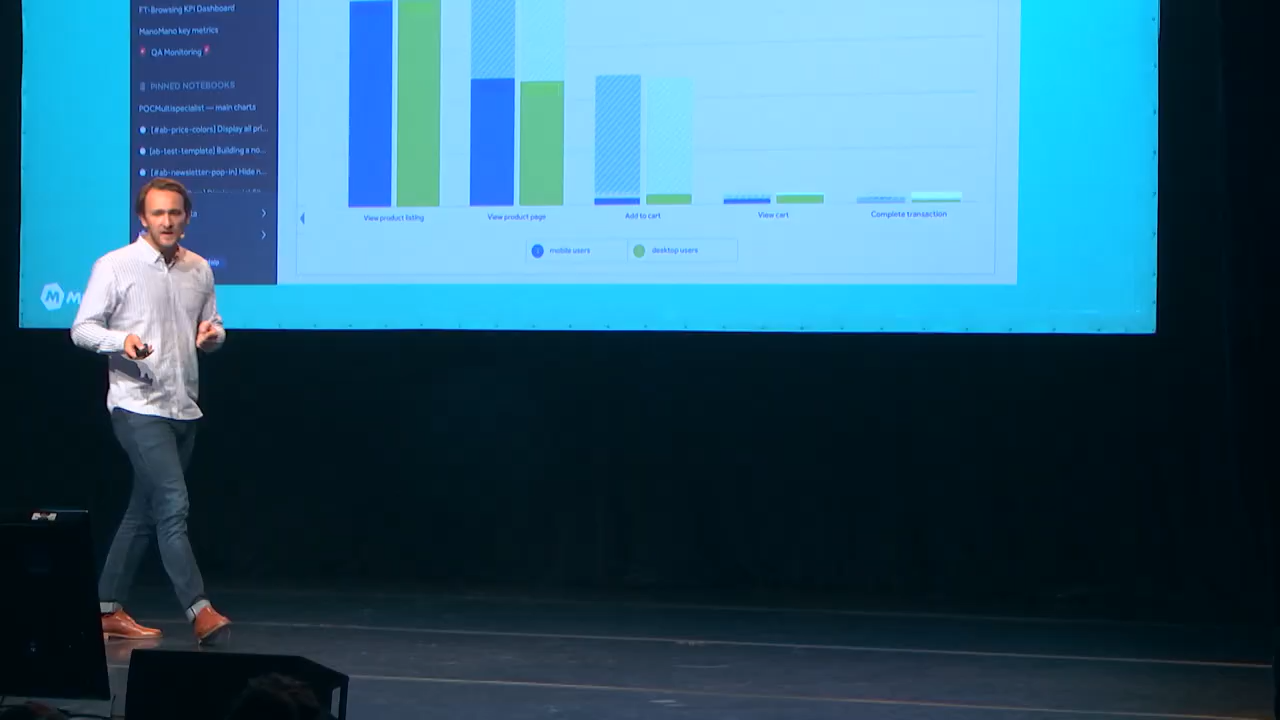 FT-Browsing KPI Dashboard
ManoMano key metrics
QA Monitoring
PINNED NOTEBOOKS
POCMultispecialist — main charts
[#ab-price-colors] Display all pri...
[ab-test-template] Building a no...
[#ab-newsletter-pop-in] Hide n...
View product listing
View product page
Add to cart
View cart
Complete transaction
mobile users
desktop users
M